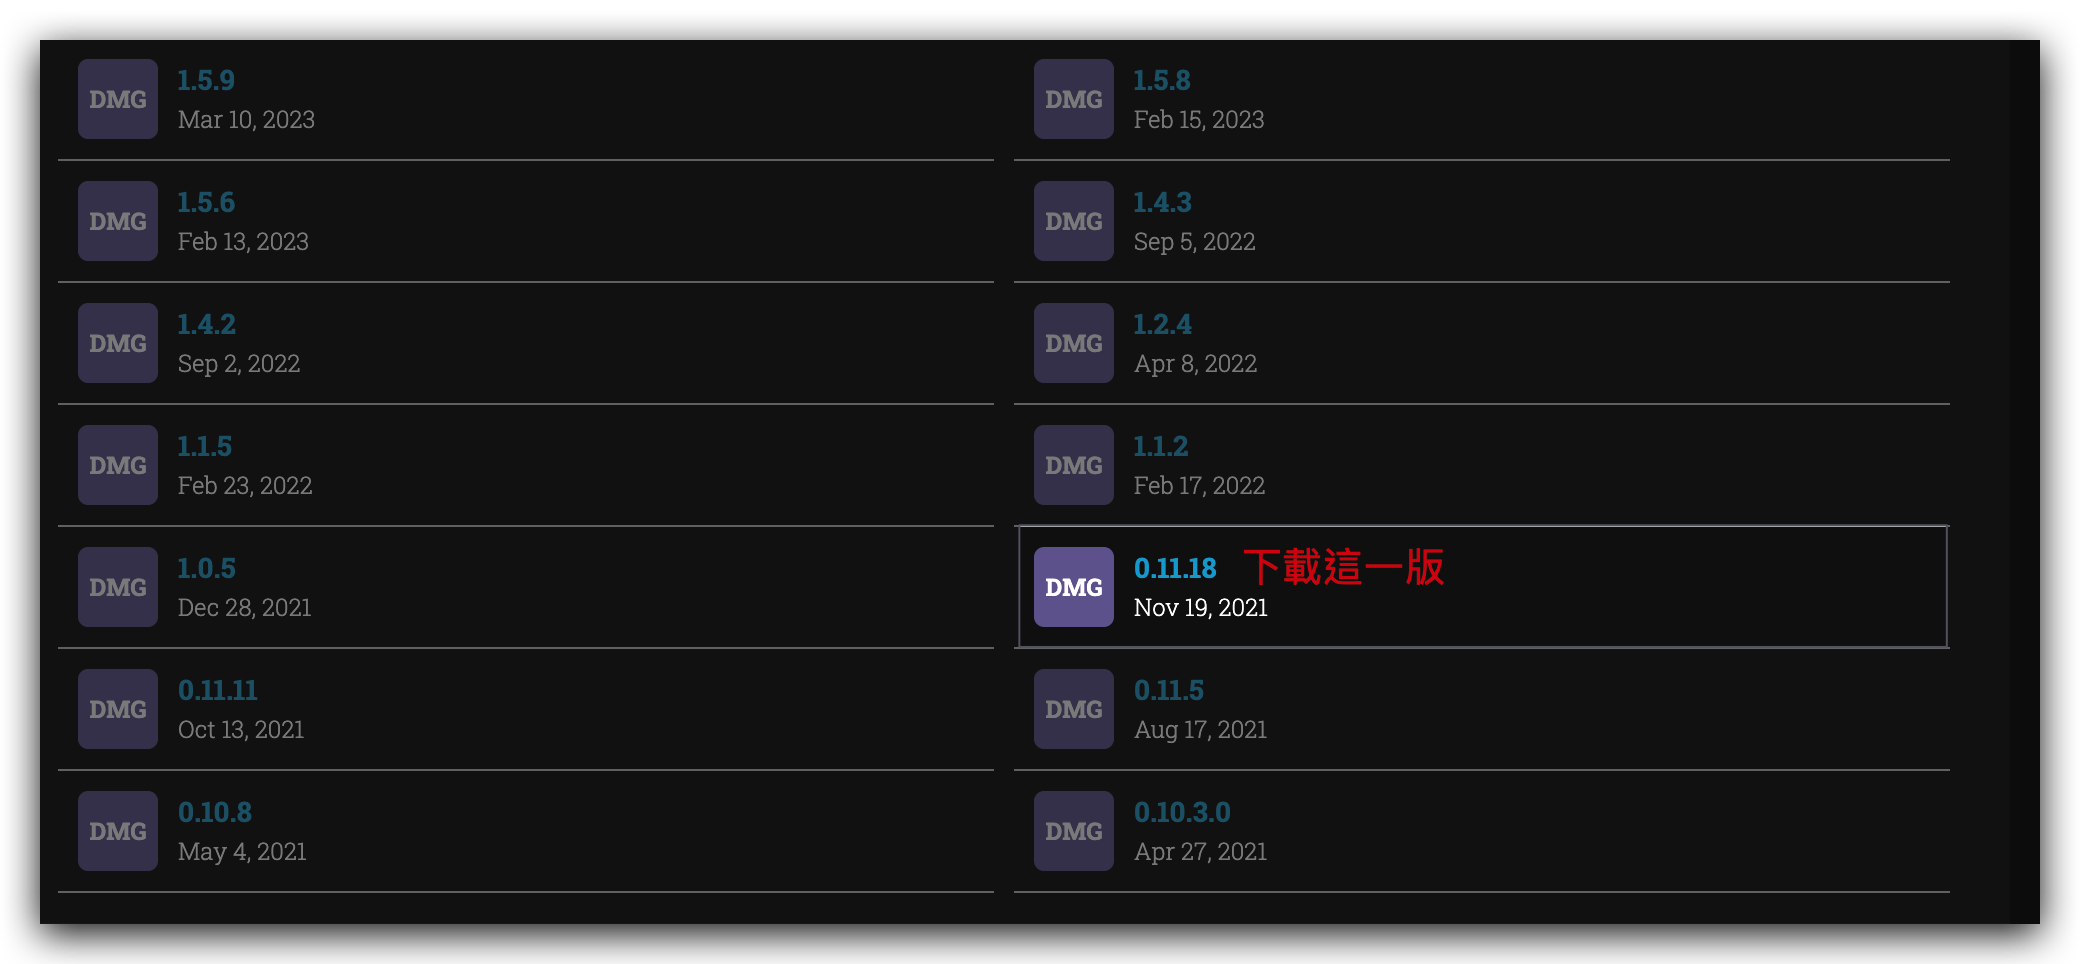 DMG
1.5.9
Mar 10, 2023
DMG
1.5.8
Feb 15, 2023
DMG
1.5.6
Feb 13, 2023
DMG
1.4.3
Sep 5, 2022
DMG
1.4.2
Sep 2, 2022
DMG
1.2.4
Apr 8, 2022
DMG
1.1.5
Feb 23, 2022
DMG
1.1.2
Feb 17, 2022
DMG
1.0.5
Dec 28, 2021
DMG
0.11.18 下載這一版
Nov 19, 2021
DMG
0.11.11
Oct 13, 2021
DMG
0.11.5
Aug 17, 2021
DMG
0.10.8
May 4, 2021
DMG
0.10.3.0
Apr 27, 2021